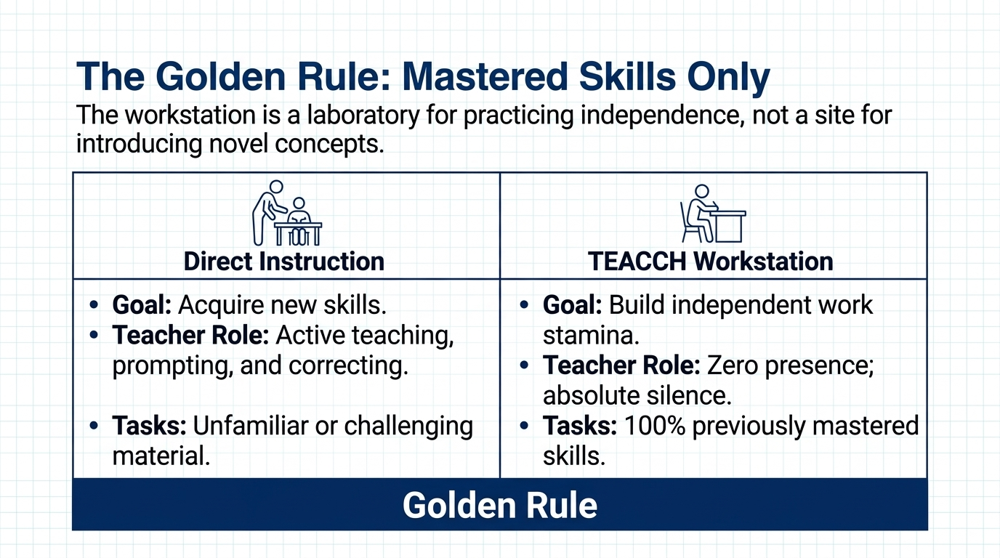 The Golden Rule: Mastered Skills Only
The workstation is a laboratory for practicing independence, not a site for
introducing novel concepts.
Direct Instruction
• Goal: Acquire new skills.
• Teacher Role: Active teaching,
prompting, and correcting.
• Tasks: Unfamiliar or challenging
material.
TEACCH Workstation
• Goal: Build independent work
stamina.
• Teacher Role: Zero presence;
absolute silence.
• Tasks: 100% previously mastered
skills.
Golden Rule